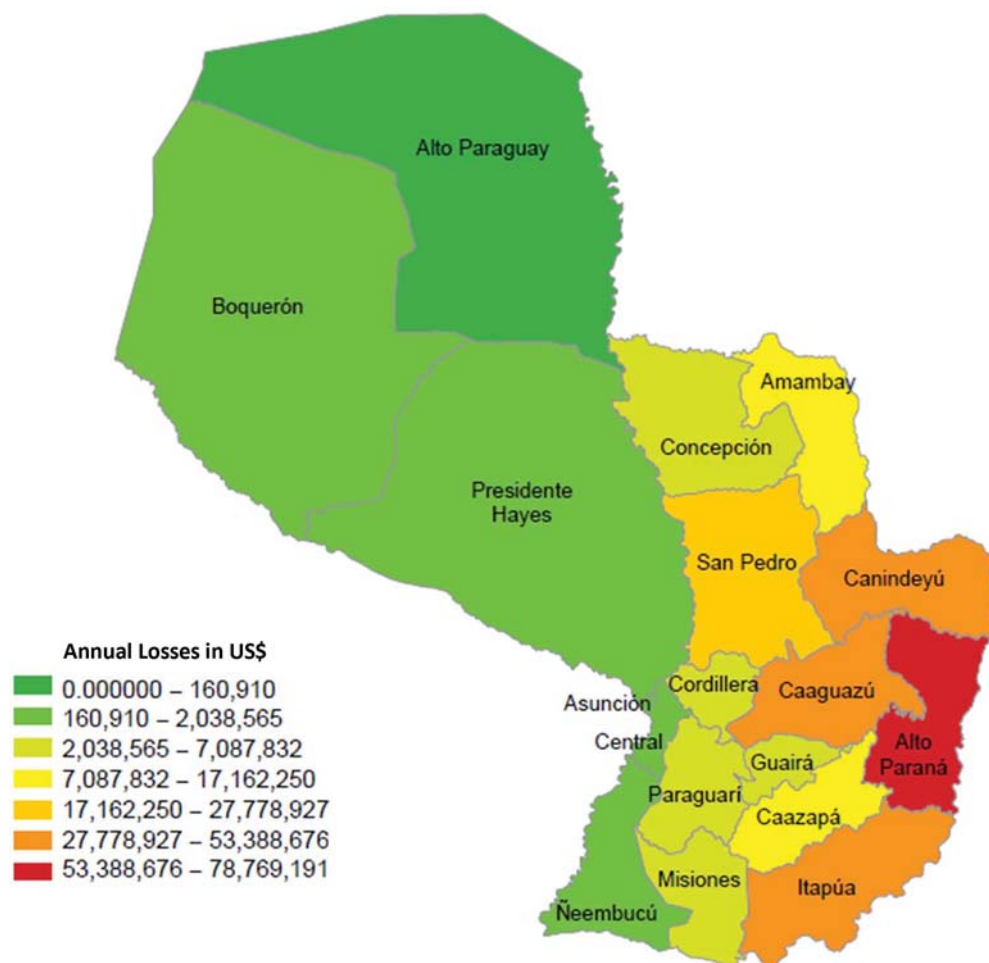 Alto Paraguay
Boquerón
Amambay
Concepción
Presidente
Hayes
San Pedro
Canindeyú
Annual Losses in US$
0.000000 – 160,910
160,910 – 2,038,565
2,038,565 – 7,087,832
7,087,832 – 17,162,250
17,162,250 – 27,778,927
27,778,927 – 53,388,676
53,388,676 – 78,769,191
Asunción
Cordillera
Caaguazú
Central
Guairá
Alto
Paraná
Paraguarí
Caazapá
Misiones
Itapúa
Ñeembucú